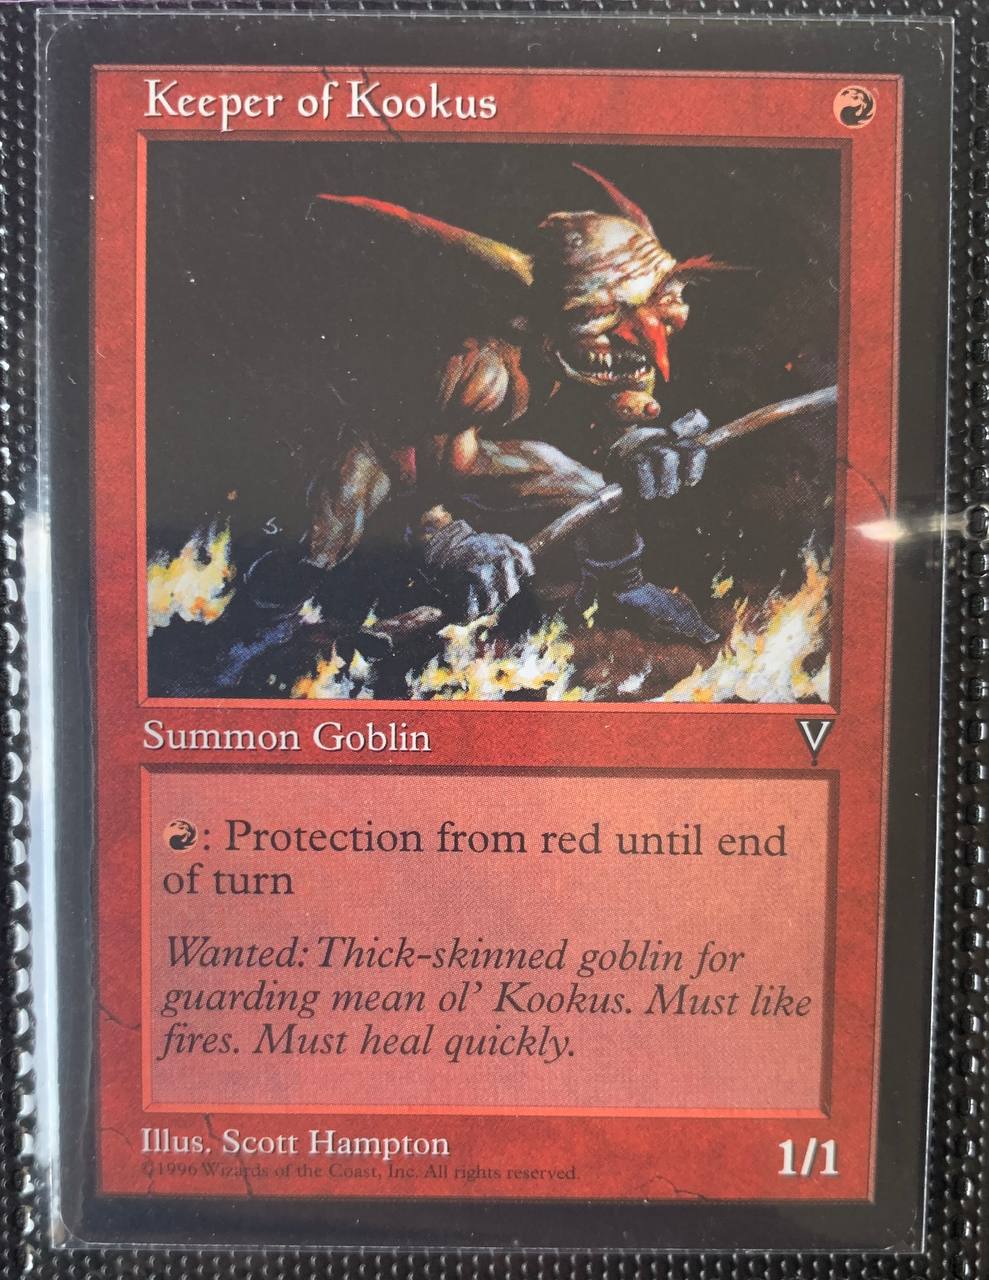 Keeper of Kookus
S.
Summon Goblin
V
: Protection from red until end
of turn
Wanted: Thick-skinned goblin for
guarding mean ol' Kookus. Must like
fires. Must heal quickly.
Illus. Scott Hampton
1/1
©1996 Wizards of the Coast, Inc. All rights reserved.